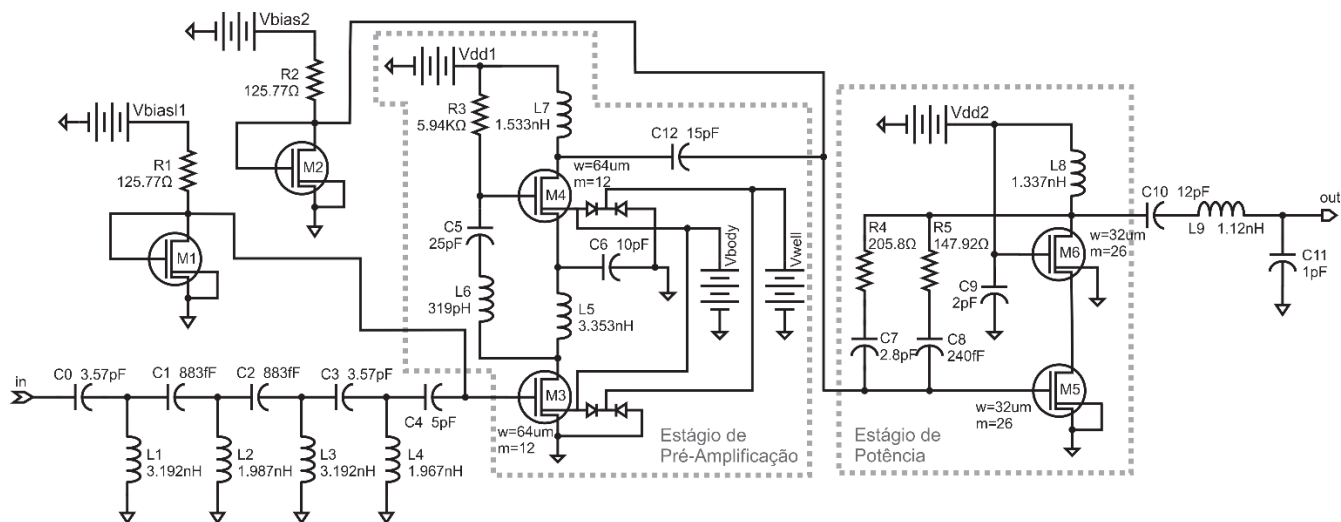 Vbias2
R2
125.77Ω
M2
Vbias|1
R1
125.77Ω
M1
Vdd1
R3
5.94KΩ
L7
1.533nH
C12 15pF
w=64um
m=12
M4
C5
25pF
C6 10pF
L6
319pH
L5
3.353nH
Vbody
Vwell
M3
w=64um
m=12
Estágio de
Pré-Amplificação
in
C0 3.57pF
C1 883fF
C2 883fF
C3 3.57pF
C4 5pF
L1
3.192nH
L2
1.987nH
L3
3.192nH
L4
1.967nH
Vdd2
L8
1.337nH
R4
205.8Ω
R5
147.92Ω
w=32um
m=26
M6
C9
2pF
C7
2.8pF
C8
240fF
M5
w=32um
m=26
Estágio de
Potência
C10 12pF
L9 1.12nH
out
C11
1pF